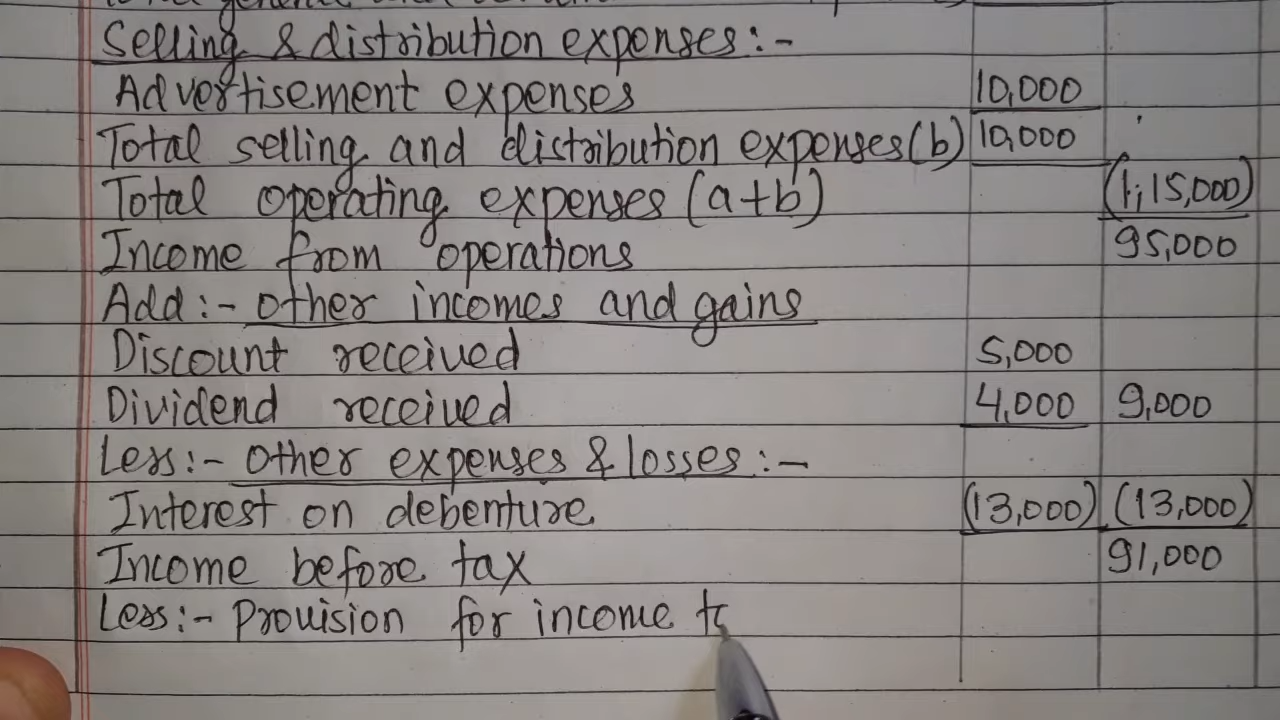 Selling & distribution expenses:-
Advertisement expenses 10,000
Total selling and distribution expenses(b) 10,000
Total operating expenses (a+b) (1,15,000)
Income from operations 95,000
Add:- other incomes and gains
Discount received 5,000
Dividend received 4,000 9,000
Less:- other expenses & losses:-
Interest on debenture (13,000) (13,000)
Income before tax 91,000
Less:- Provision for income